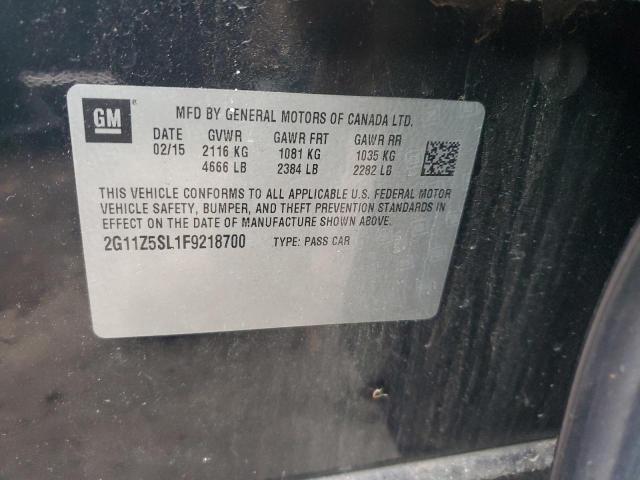 GM
®
MFD BY GENERAL MOTORS OF CANADA LTD.
DATE GVWR GAWR FRT GAWR RR
02/15 2116 KG 1081 KG 1035 KG
4666 LB 2384 LB 2282 LB
THIS VEHICLE CONFORMS TO ALL APPLICABLE U.S. FEDERAL MOTOR
VEHICLE SAFETY, BUMPER, AND THEFT PREVENTION STANDARDS IN
EFFECT ON THE DATE OF MANUFACTURE SHOWN ABOVE.
2G11Z5SL1F9218700 TYPE: PASS CAR